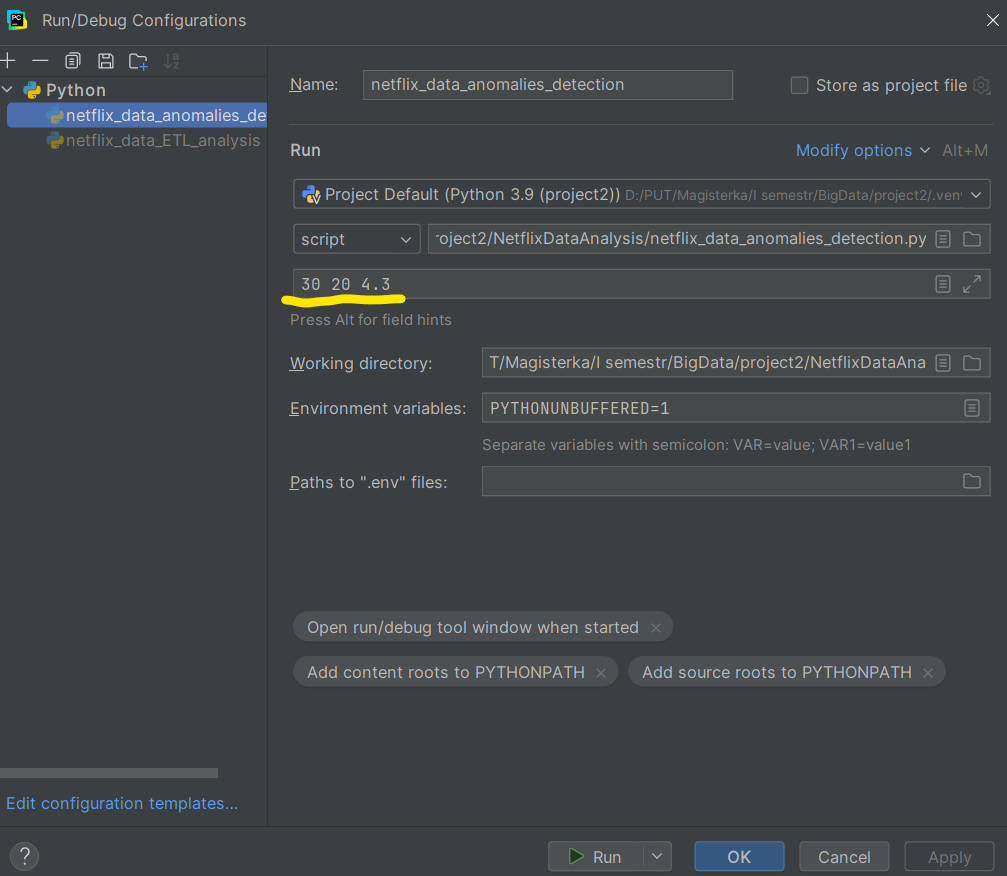 PC
Run/Debug Configurations
Python
netflix_data_anomalies_de
netflix_data_ETL_analysis
Name:
netflix_data_anomalies_detection
Store as project file
Run
Modify options
Alt+M
Project Default (Python 3.9 (project2)) D:/PUT/Magisterka/I semestr/BigData/project2/.ven
script
roject2/NetflixDataAnalysis/netflix_data_anomalies_detection.py
30 20 4.3
Press Alt for field hints
Working directory:
T/Magisterka/I semestr/BigData/project2/NetflixDataAna
Environment variables:
PYTHONUNBUFFERED=1
Separate variables with semicolon: VAR=value; VAR1=value1
Paths to ".env" files:
Open run/debug tool window when started
Add content roots to PYTHONPATH
Add source roots to PYTHONPATH
Edit configuration templates...
?
Run
OK
Cancel
Apply